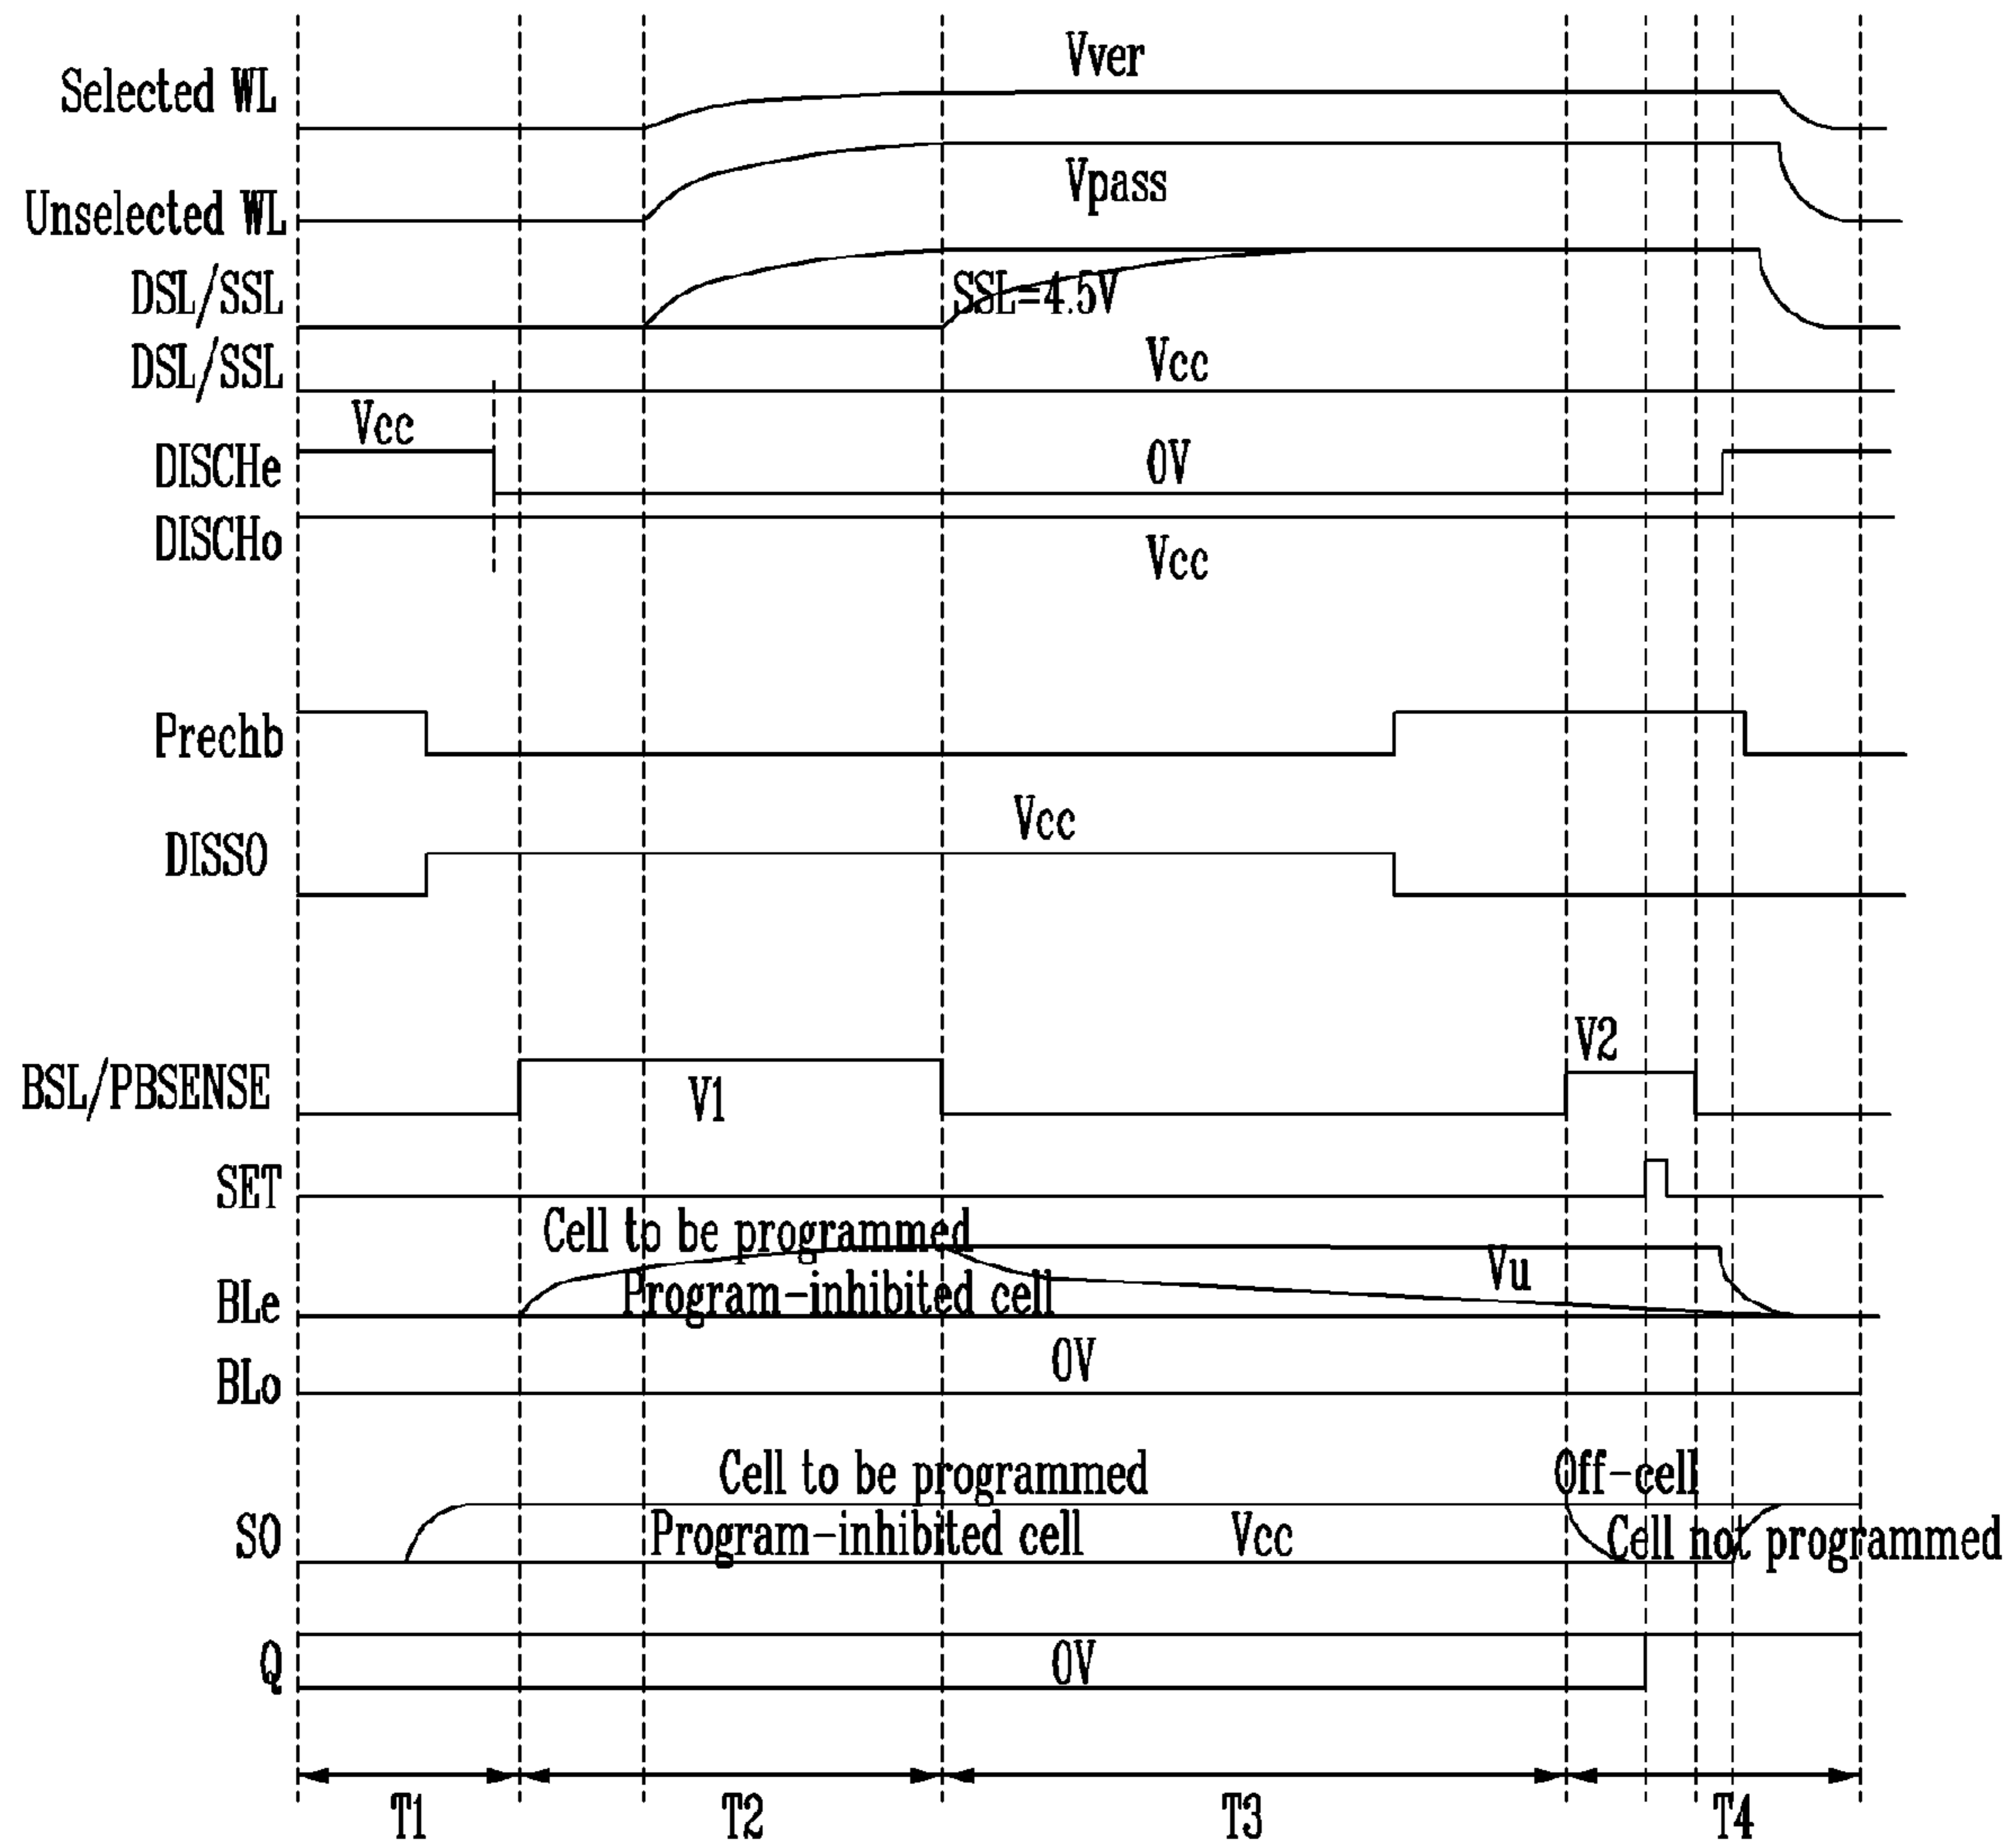 Vver
Selected WL
Vpass
Unselected WL
DSL/SSL
SSL=4.5V
DSL/SSL
Vcc
Vcc
DISCHe
0V
DISCHo
Vcc
Prechb
Vcc
DISSO
V2
BSL/PBSENSE
V1
SET
Cell to be programmed
Vu
BLe
Program-inhibited cell
0V
BLo
Cell to be programmed
Off-cell
SO
Program-inhibited cell
Vcc
Cell not programmed
Q
0V
T1
T2
T3
T4